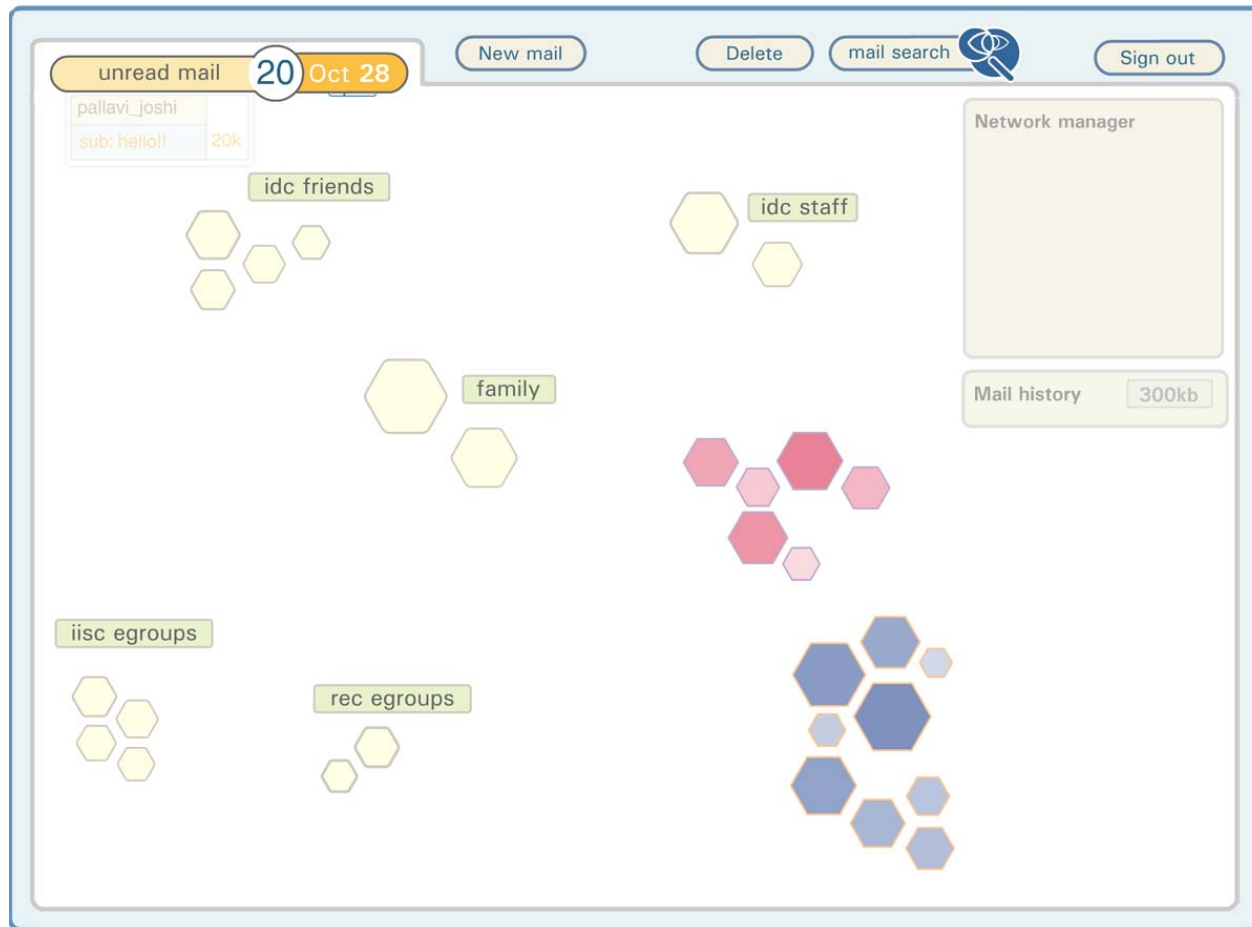 unread mail 20 Oct 28
New mail
Delete
mail search
Sign out
pallavi_joshi
sub: hello!! 20k
Network manager
idc friends
idc staff
family
Mail history 300kb
iisc egroups
rec egroups